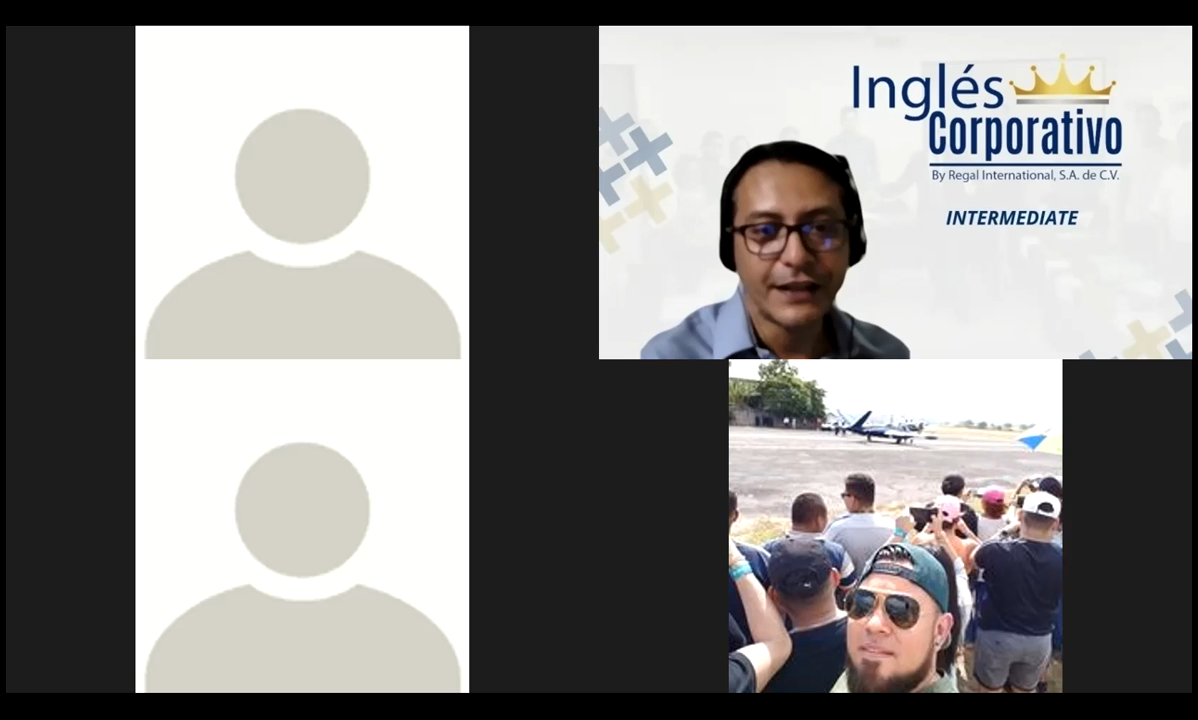 Inglés
Corporativo
By Regal International, S.A. de C.V.
INTERMEDIATE